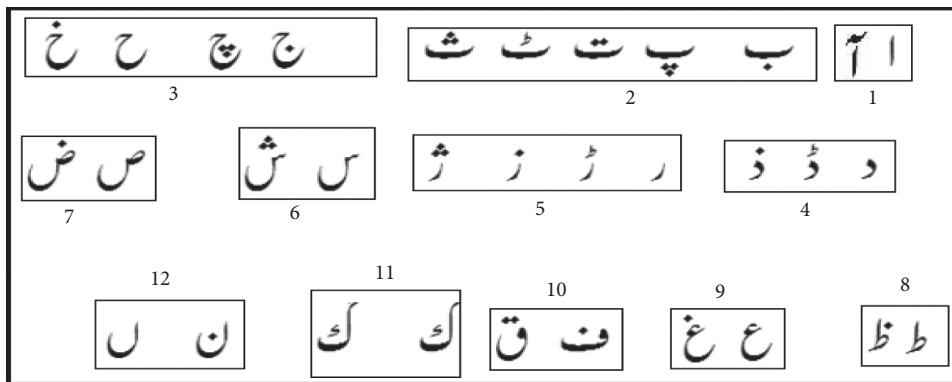 ا آ ب پ ت ٹ ث ج چ ح خ
1 2 3
د ڈ ذ ر ڑ ز ژ س ش ص ض
4 5 6 7
8 9 10 11 12
ط ظ ع غ ف ق ك ك ن ں